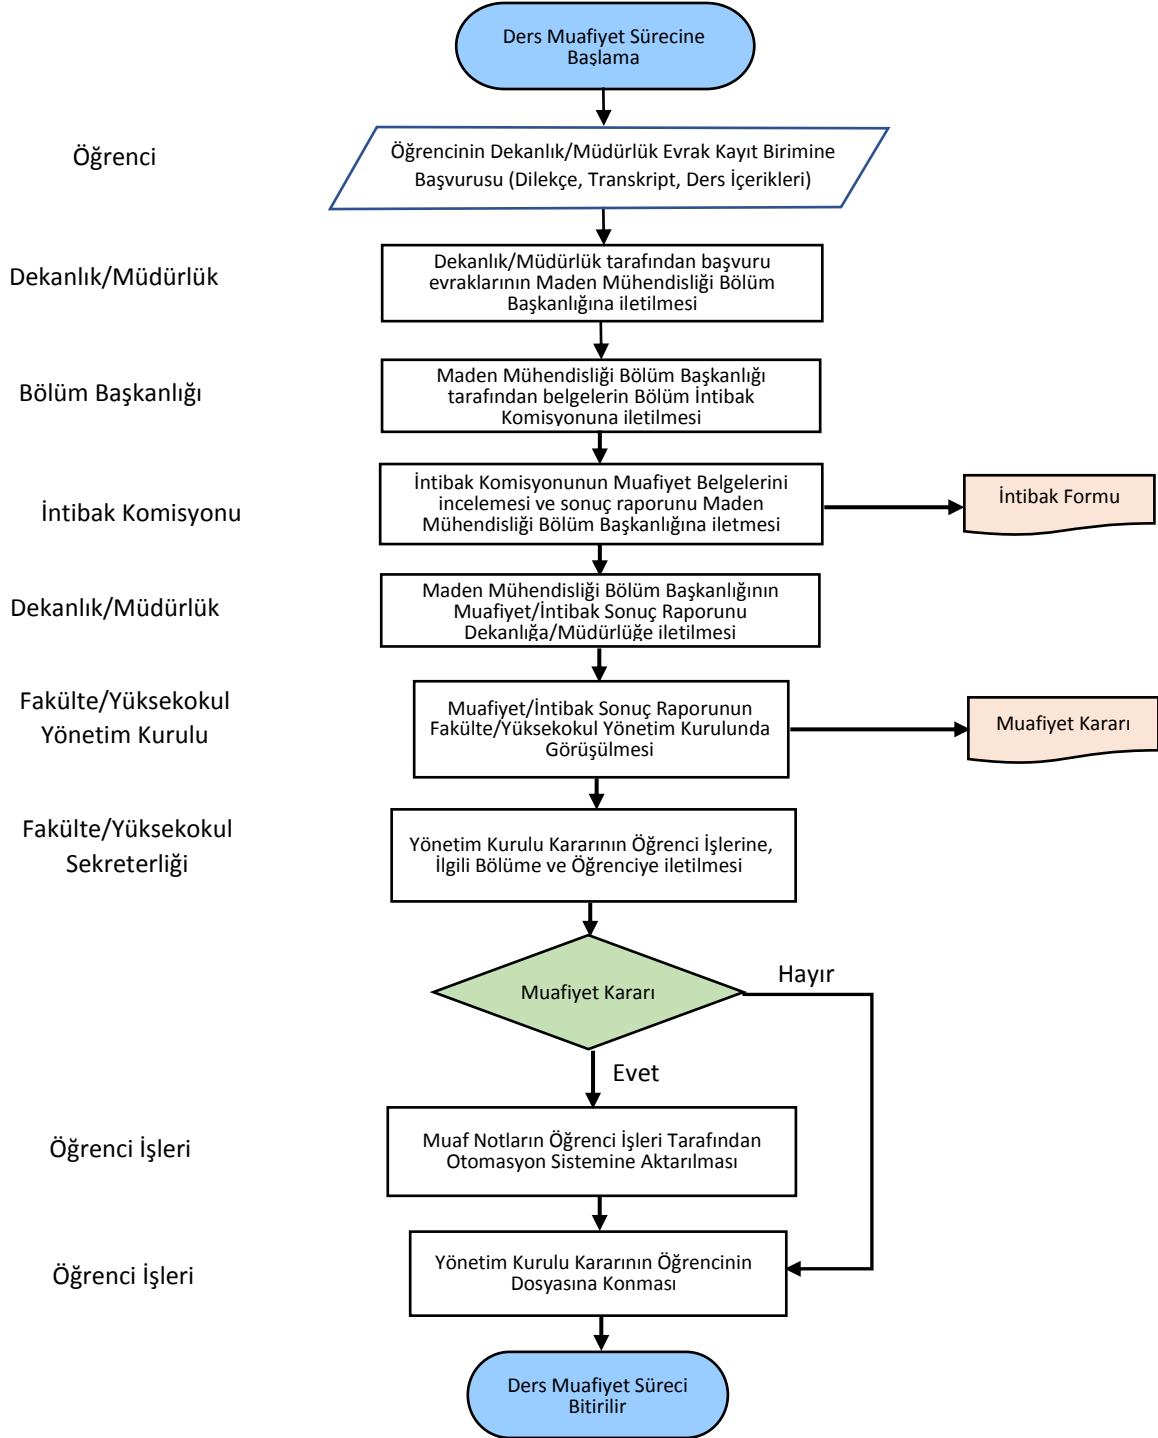 Ders Muafiyet Sürecine
Başlama
Öğrenci
Öğrencinin Dekanlık/Müdürlük Evrak Kayıt Birimine
Başvurusu (Dilekçe, Transkript, Ders İçerikleri)
Dekanlık/Müdürlük
Dekanlık/Müdürlük tarafından başvuru
evraklarının Maden Mühendisliği Bölüm
Başkanlığına iletilmesi
Bölüm Başkanlığı
Maden Mühendisliği Bölüm Başkanlığı
tarafından belgelerin Bölüm İntibak
Komisyonuna iletilmesi
İntibak Komisyonu
İntibak Komisyonunun Muafiyet Belgelerini
incelemesi ve sonuç raporunu Maden
Mühendisliği Bölüm Başkanlığına iletmesi
İntibak Formu
Dekanlık/Müdürlük
Maden Mühendisliği Bölüm Başkanlığının
Muafiyet/İntibak Sonuç Raporunu
Dekanlığa/Müdürlüğe iletilmesi
Fakülte/Yüksekokul
Yönetim Kurulu
Muafiyet/İntibak Sonuç Raporunun
Fakülte/Yüksekokul Yönetim Kurulunda
Görüşülmesi
Muafiyet Kararı
Fakülte/Yüksekokul
Sekreterliği
Yönetim Kurulu Kararının Öğrenci İşlerine,
İlgili Bölüme ve Öğrenciye iletilmesi
Muafiyet Kararı
Hayır
Evet
Öğrenci İşleri
Muaf Notların Öğrenci İşleri Tarafından
Otomasyon Sistemine Aktarılması
Öğrenci İşleri
Yönetim Kurulu Kararının Öğrencinin
Dosyasına Konması
Ders Muafiyet Süreci
Bitirilir